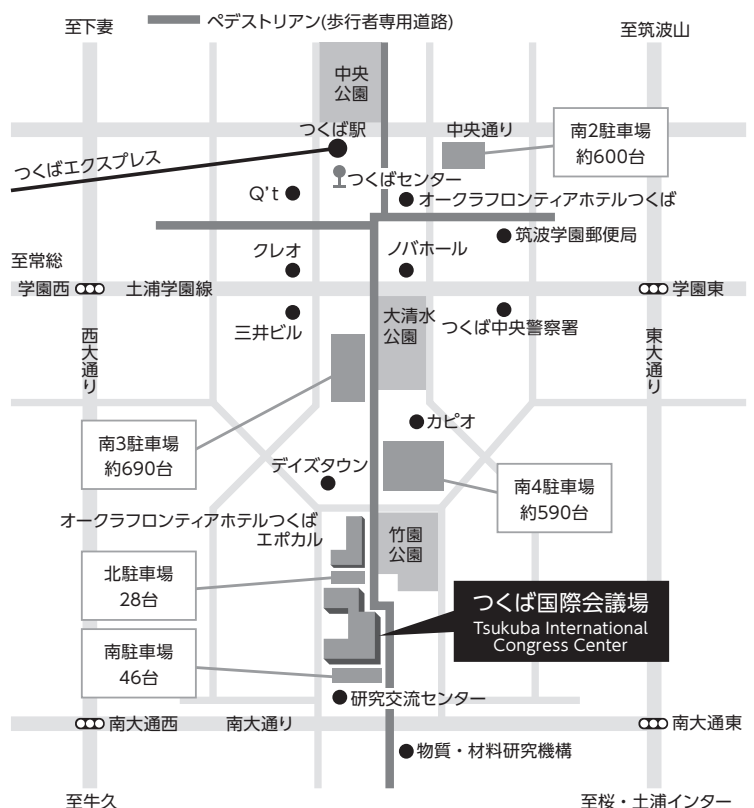 至下妻
ペデストリアン(歩行者専用道路)
至筑波山
中央
公園
つくば駅
中央通り
南2駐車場
約600台
つくばエクスプレス
つくばセンター
Q't
オークラフロンティアホテルつくば
筑波学園郵便局
クレオ
ノバホール
至常総
学園西
土浦学園線
学園東
三井ビル
大清水
公園
つくば中央警察署
西大通り
東大通り
カピオ
南3駐車場
約690台
デイズタウン
南4駐車場
約590台
オークラフロンティアホテルつくば
エポカル
竹園
公園
北駐車場
28台
つくば国際会議場
Tsukuba International
Congress Center
南駐車場
46台
研究交流センター
南大通西
南大通り
南大通東
物質・材料研究機構
至牛久
至桜・土浦インター